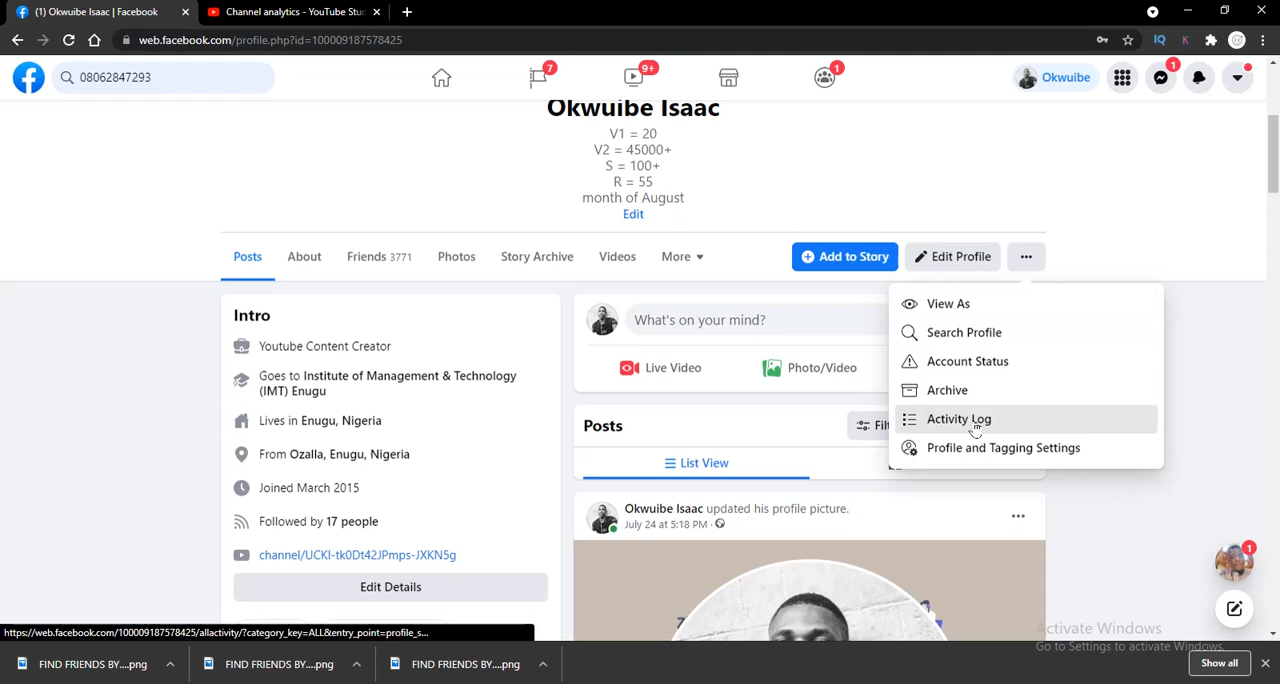 (1) Okwuibe Isaac | Facebook
Channel analytics - YouTube Stu
web.facebook.com/profile.php?id=100009187578425
IQ
K
08062847293
7
9+
1
Okwuibe
1
Okwuibe Isaac
V1 = 20
V2 = 45000+
S = 100+
R = 55
month of August
Edit
Posts
About
Friends 3771
Photos
Story Archive
Videos
More
Add to Story
Edit Profile
View As
Search Profile
Account Status
Archive
Activity Log
Profile and Tagging Settings
Intro
Youtube Content Creator
Goes to Institute of Management & Technology
(IMT) Enugu
Lives in Enugu, Nigeria
From Ozalla, Enugu, Nigeria
Joined March 2015
Followed by 17 people
channel/UCKI-tk0Dt42JPmps-JXKN5g
Edit Details
What's on your mind?
Live Video
Photo/Video
Posts
Filt
List View
Okwuibe Isaac updated his profile picture.
July 24 at 5:18 PM
1
Activate Windows
Go to Settings to activate Windows.
https://web.facebook.com/100009187578425/allactivity/?category_key=ALL&entry_point=profile_s...
FIND FRIENDS BY....png
FIND FRIENDS BY....png
FIND FRIENDS BY....png
Show all